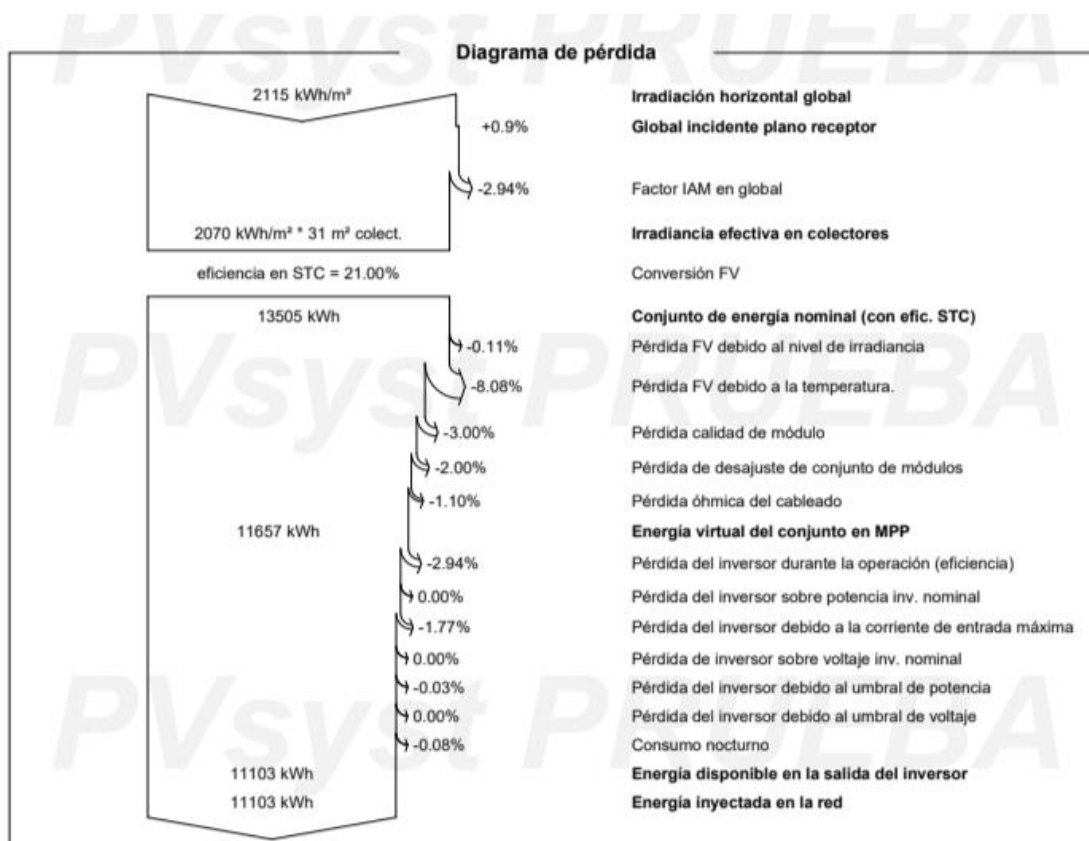 PVsyst PRUEBA
Diagrama de pérdida
2115 kWh/m² Irradiación horizontal global
+0.9% Global incidente plano receptor
-2.94% Factor IAM en global
2070 kWh/m² * 31 m² colect. Irradiancia efectiva en colectores
eficiencia en STC = 21.00% Conversión FV
13505 kWh Conjunto de energía nominal (con efic. STC)
-0.11% Pérdida FV debido al nivel de irradiancia
-8.08% Pérdida FV debido a la temperatura.
PVsyst PRUEBA
-3.00% Pérdida calidad de módulo
-2.00% Pérdida de desajuste de conjunto de módulos
-1.10% Pérdida óhmica del cableado
11657 kWh Energía virtual del conjunto en MPP
-2.94% Pérdida del inversor durante la operación (eficiencia)
0.00% Pérdida del inversor sobre potencia inv. nominal
-1.77% Pérdida del inversor debido a la corriente de entrada máxima
0.00% Pérdida de inversor sobre voltaje inv. nominal
-0.03% Pérdida del inversor debido al umbral de potencia
0.00% Pérdida del inversor debido al umbral de voltaje
PVsyst PRUEBA
-0.08% Consumo nocturno
11103 kWh Energía disponible en la salida del inversor
11103 kWh Energía inyectada en la red